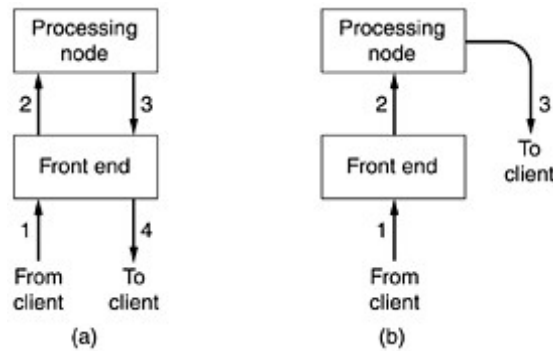 Processing
node
2
3
Front end
1
4
From
client
To
client
(a)
Processing
node
2
3
To
client
Front end
1
From
client
(b)